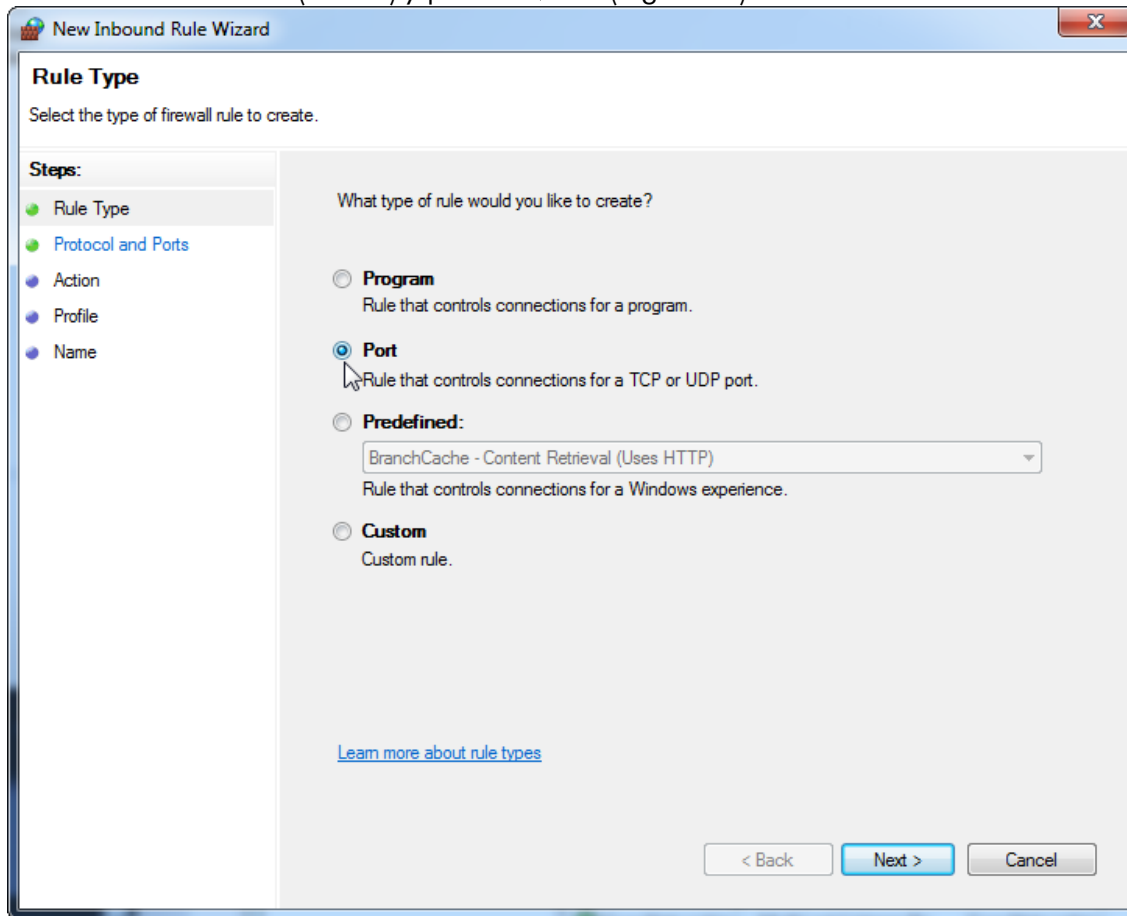 New Inbound Rule Wizard
Rule Type
Select the type of firewall rule to create.
Steps:
Rule Type
Protocol and Ports
Action
Profile
Name
What type of rule would you like to create?
Program
Rule that controls connections for a program.
Port
Rule that controls connections for a TCP or UDP port.
Predefined:
BranchCache - Content Retrieval (Uses HTTP)
Rule that controls connections for a Windows experience.
Custom
Custom rule.
Learn more about rule types
< Back
Next >
Cancel